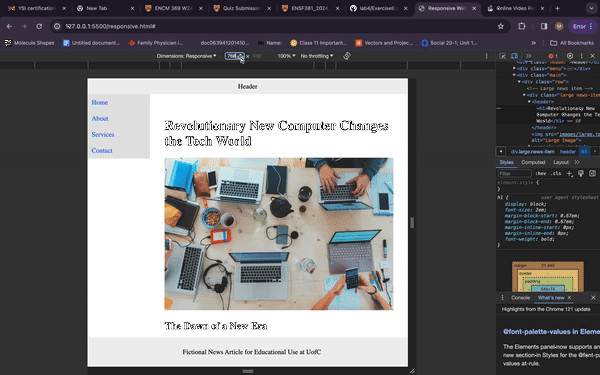 YSI certification
New Tab
ENCM 369 W24
Quiz Submissio
ENSF381_2024
lab4/Exercise
Responsive Web
Online Video Re
127.0.0.1:5500/responsive.html#
Error
Molecule Shapes
Untitled document...
Family Physician i...
doc063941201410...
Name:
Class 11 Important...
Vectors and Projec...
Social 20-1; Unit 1...
All Bookmarks
Dimensions: Responsive
768
100%
No throttling
Header
Home
About
Services
Contact
Revolutionary New Computer Changes
the Tech World
The Dawn of a New Era
Fictional News Article for Educational Use at UofC
<div class="menu">
<div class="main">
<div class="row">
<!-- Large news item -->
<div class="large news-item">
<header>
<h1>Revolutionary New
Computer Changes the Tech
World</h1> == $0
</header>
<img src="images/large.jp
alt="Large Image">
div.large.news-item header h1
Styles Computed Layout
Filter :hov .cls
element.style {
}
h1 { user agent stylesheet
display: block;
font-size: 2em;
margin-block-start: 0.67em;
margin-block-end: 0.67em;
margin-inline-start: 0px;
margin-inline-end: 0px;
font-weight: bold;
}
margin 21.440
border
padding
Console What's new
Highlights from the Chrome 121 update
@font-palette-values in Elements
The Elements panel now supports an
new section in Styles for the @font-p
values at-rule.